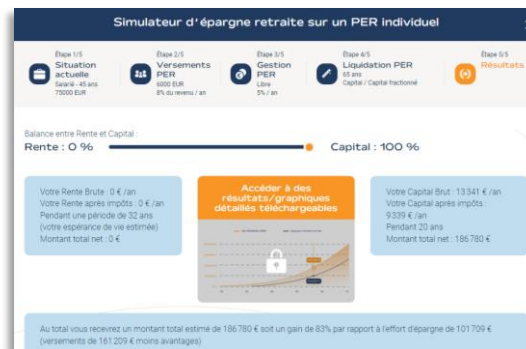 Simulateur d'épargne retraite sur un PER individuel
Étape 1/5
Situation
actuelle
Salarié - 45 ans
75000 EUR
Étape 2/5
Versements
PER
6000 EUR
8% du revenu / an
Étape 3/5
Gestion
PER
Libre
5% / an
Étape 4/5
Liquidation PER
65 ans
Capital / Capital fractionné
Étape 5/5
Résultats
Balance entre Rente et Capital :
Rente : 0 %
Capital : 100 %
Votre Rente Brute : 0 € /an
Votre Rente après impôts : 0 € /an
Pendant une période de 32 ans
(votre espérance de vie estimée)
Montant total net : 0 €
Accéder à des
résultats/graphiques
détaillés téléchargeables
Votre Capital Brut : 13 341 € /an
Votre Capital après impôts :
9 339 € /an
Pendant 20 ans
Montant total net : 186 780 €
Au total vous recevrez un montant total estimé de 186 780 € soit un gain de 83% par rapport à l'effort d'épargne de 101 709 €
(versements de 161 209 € moins avantages)